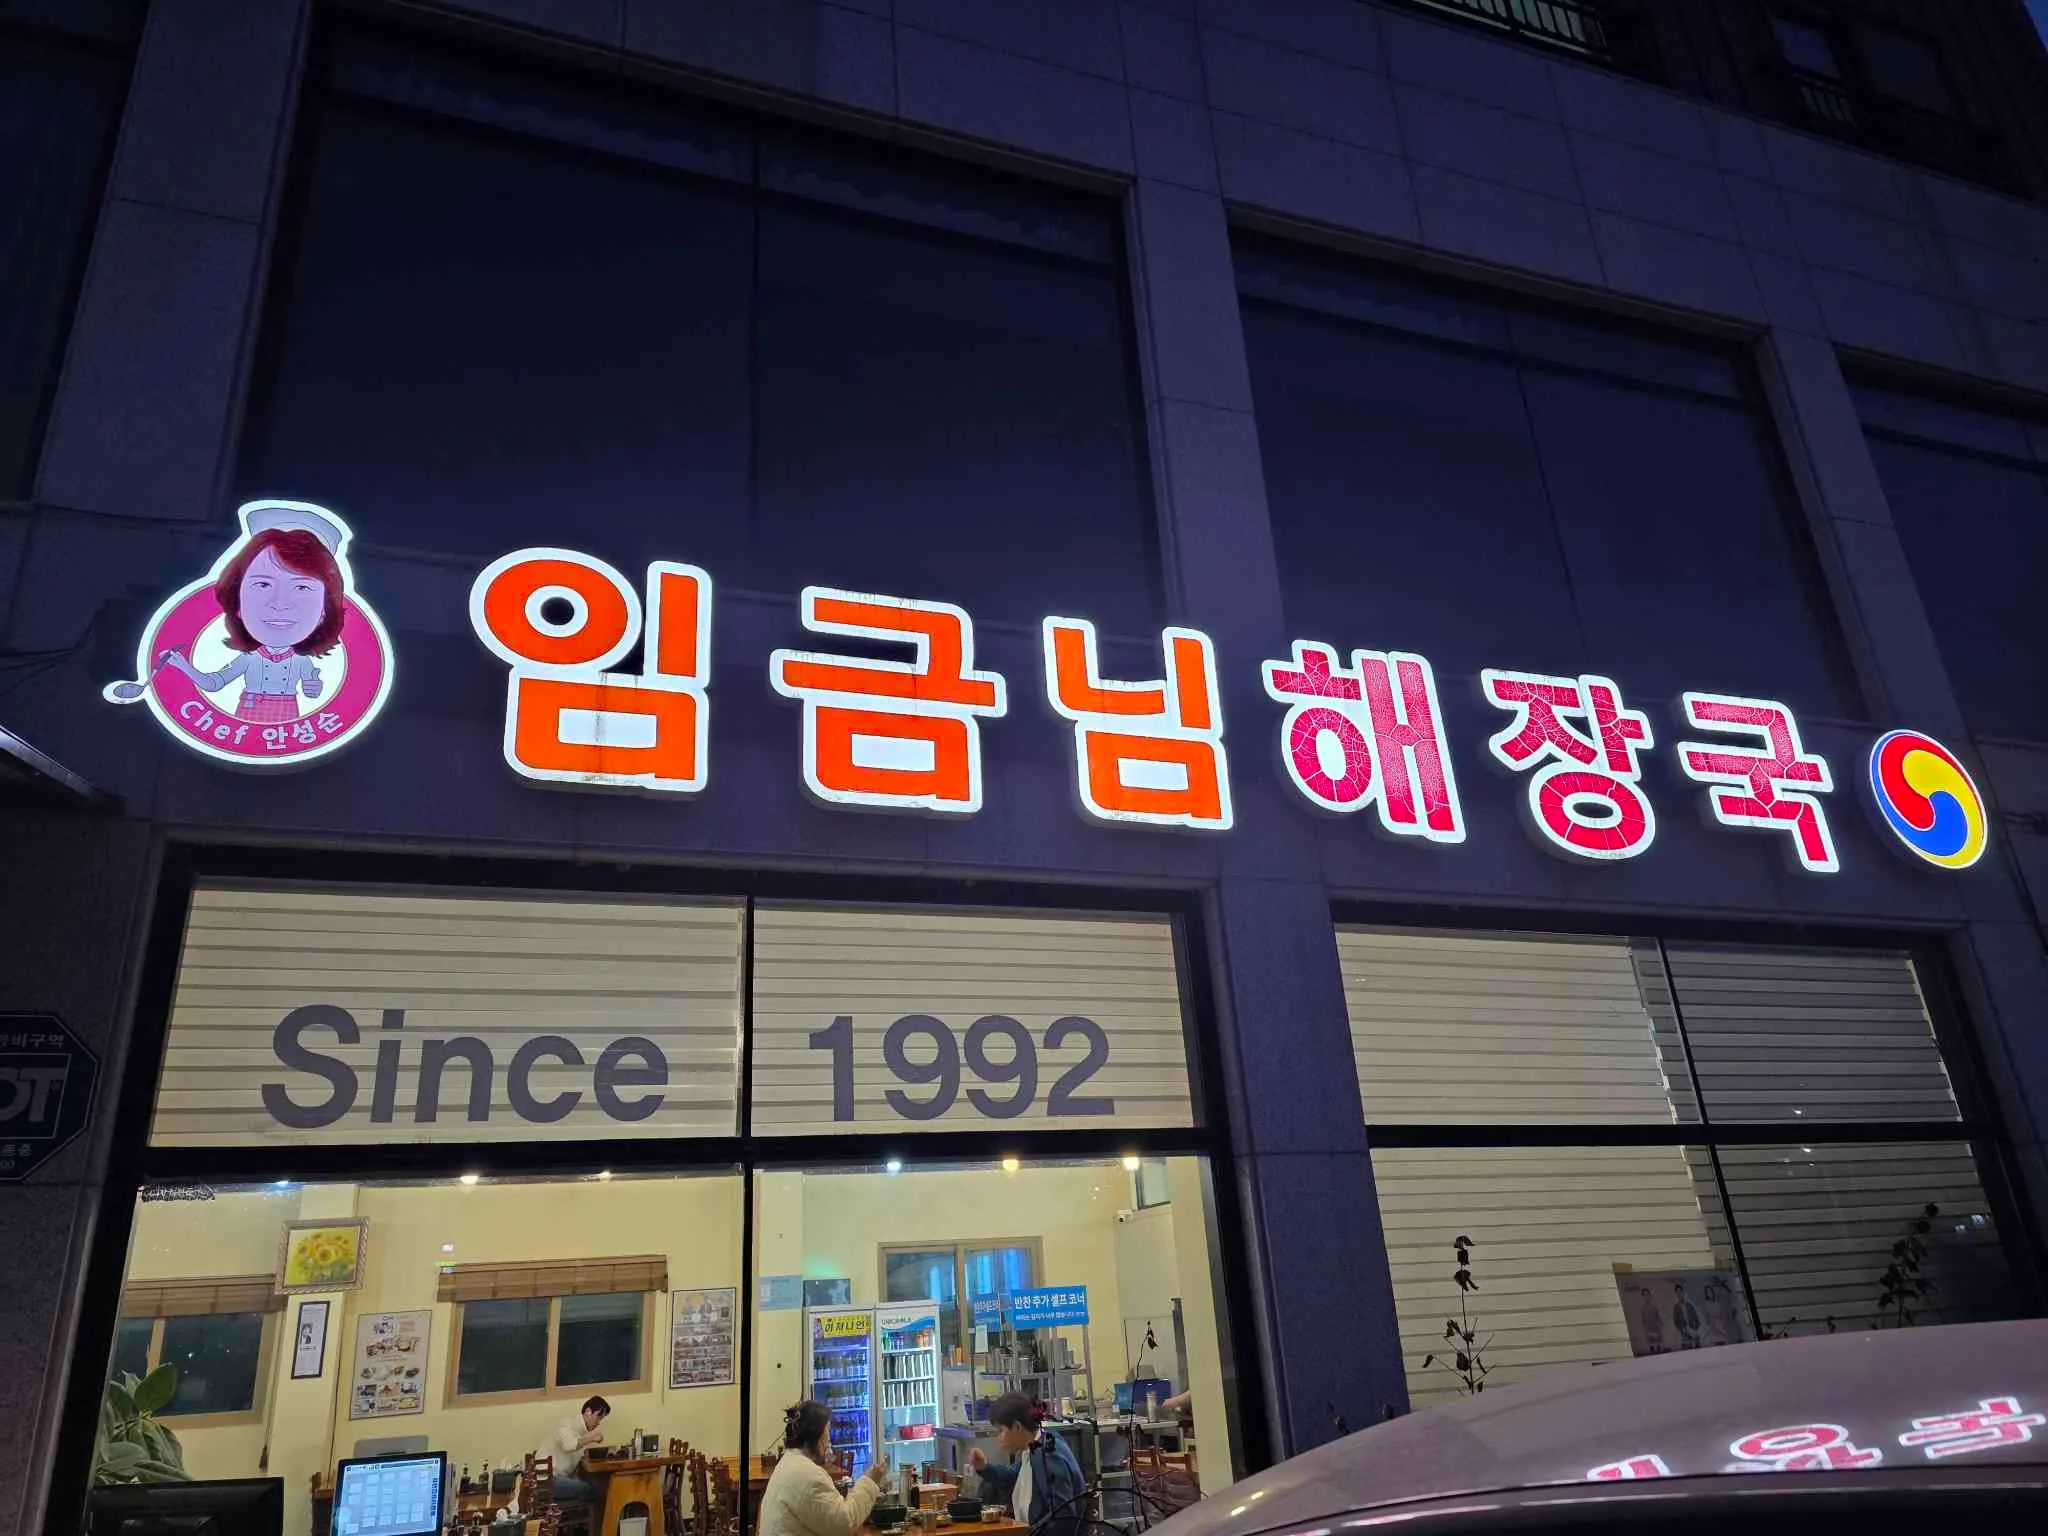 Chef 안성순
임금님해장국
Since 1992
반찬 추가 셀프 코너